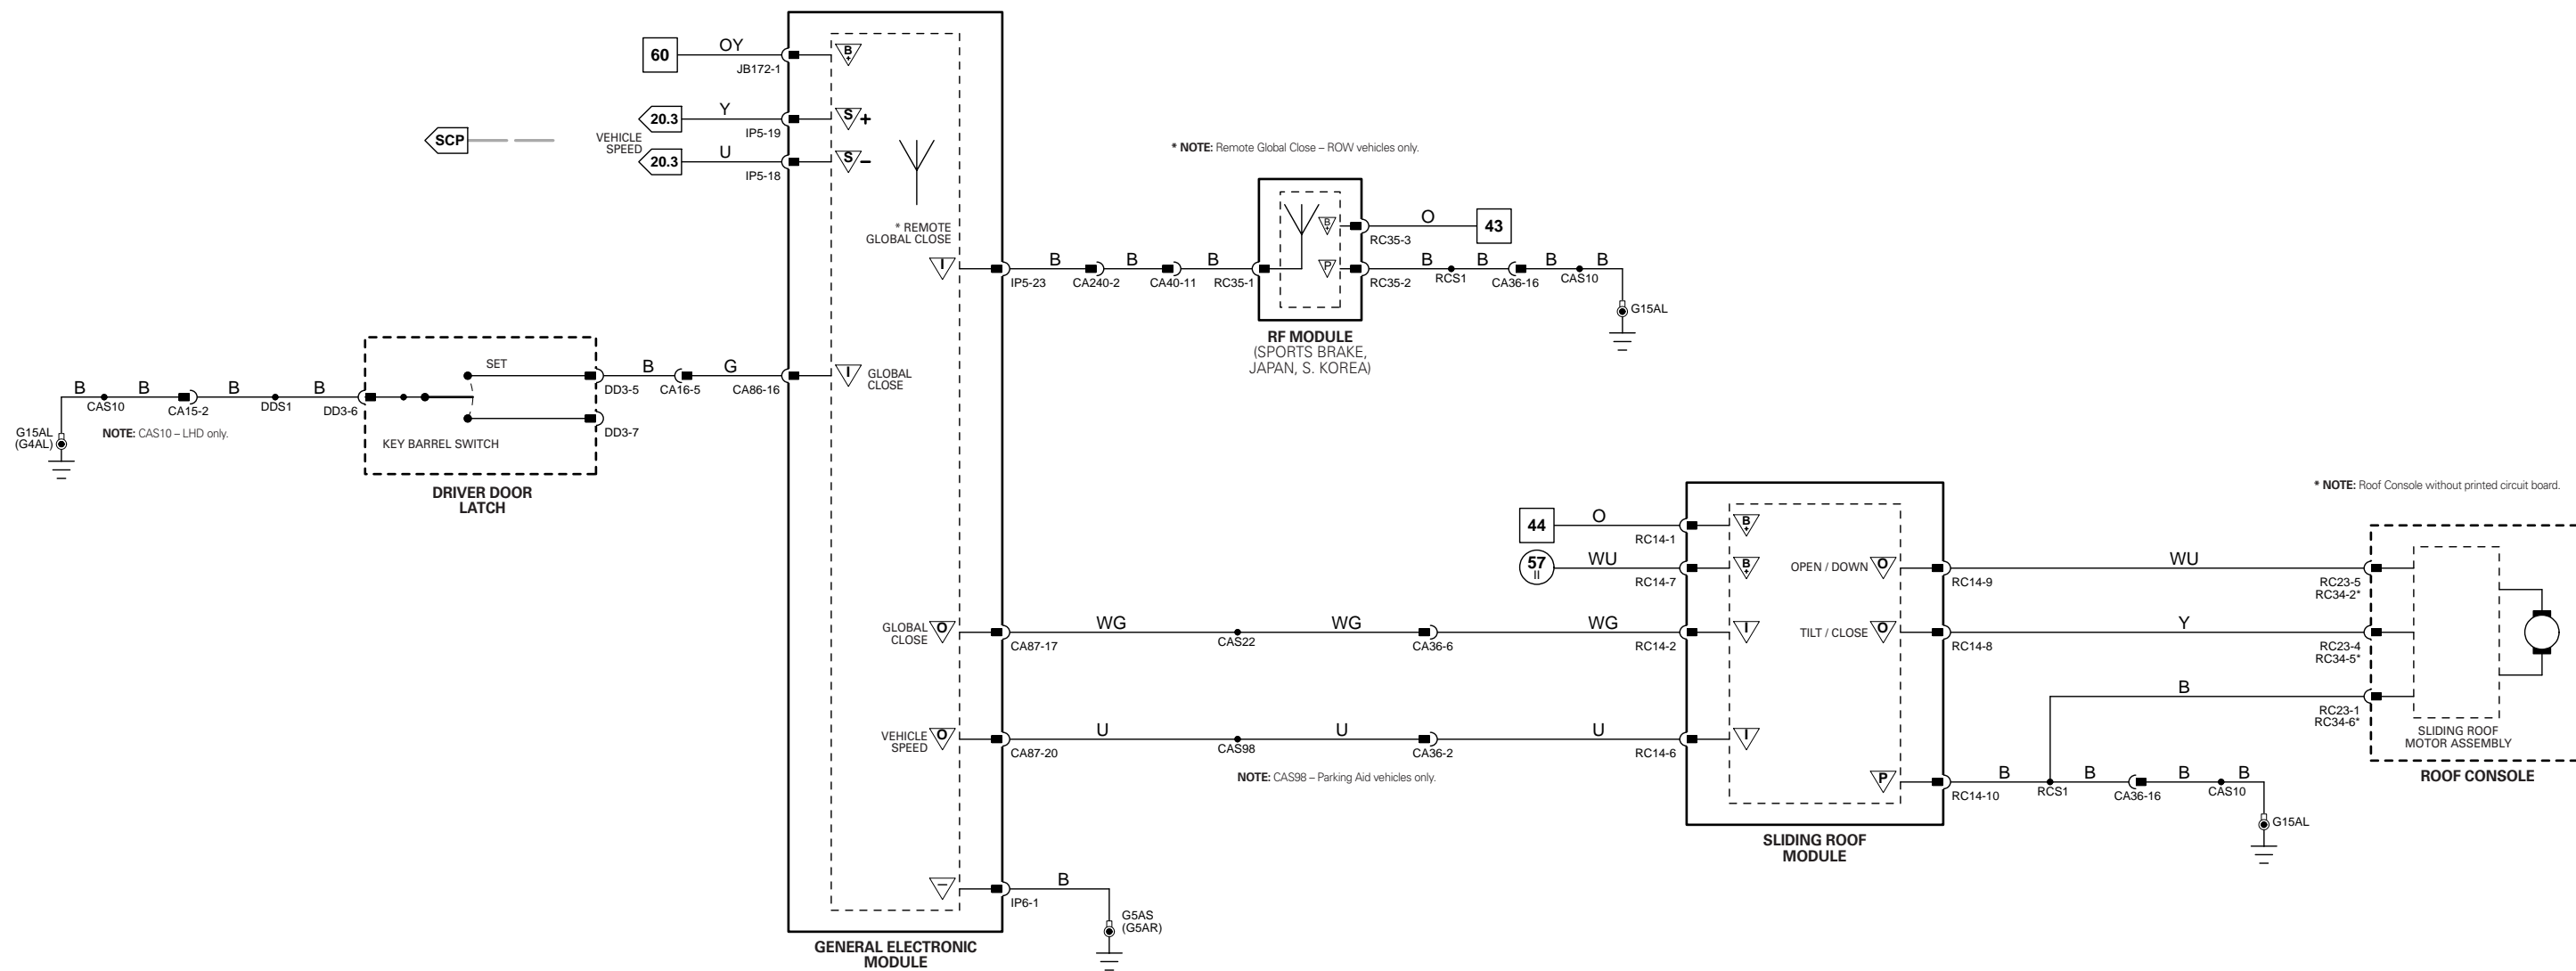 60
OY
JB172-1
B
+
20.3
Y
IP5-19
S
+
SCP
VEHICLE
SPEED
20.3
U
IP5-18
S
–
* REMOTE
GLOBAL CLOSE
I
IP5-23
B
CA240-2
B
CA40-11
B
RC35-1
* NOTE: Remote Global Close – ROW vehicles only.
B
+
RC35-3
O
43
P
RC35-2
B
RCS1
B
CA36-16
B
CAS10
B
G15AL
RF MODULE
(SPORTS BRAKE,
JAPAN, S. KOREA)
G15AL
(G4AL)
B
CAS10
B
CA15-2
B
DDS1
B
DD3-6
NOTE: CAS10 – LHD only.
SET
KEY BARREL SWITCH
DD3-5
DD3-7
DRIVER DOOR
LATCH
B
CA16-5
G
CA86-16
I
GLOBAL
CLOSE
GLOBAL
CLOSE
O
CA87-17
WG
CAS22
WG
CA36-6
WG
RC14-2
I
VEHICLE
SPEED
O
CA87-20
U
CAS98
U
CA36-2
U
RC14-6
I
NOTE: CAS98 – Parking Aid vehicles only.
–
IP6-1
B
G5AS
(G5AR)
GENERAL ELECTRONIC
MODULE
44
O
RC14-1
B
+
57
II
WU
RC14-7
B
+
OPEN / DOWN
O
RC14-9
WU
RC23-5
RC34-2*
TILT / CLOSE
O
RC14-8
Y
RC23-4
RC34-5*
B
RC23-1
RC34-6*
P
RC14-10
B
RCS1
B
CA36-16
B
CAS10
B
G15AL
SLIDING ROOF
MODULE
* NOTE: Roof Console without printed circuit board.
SLIDING ROOF
MOTOR ASSEMBLY
ROOF CONSOLE